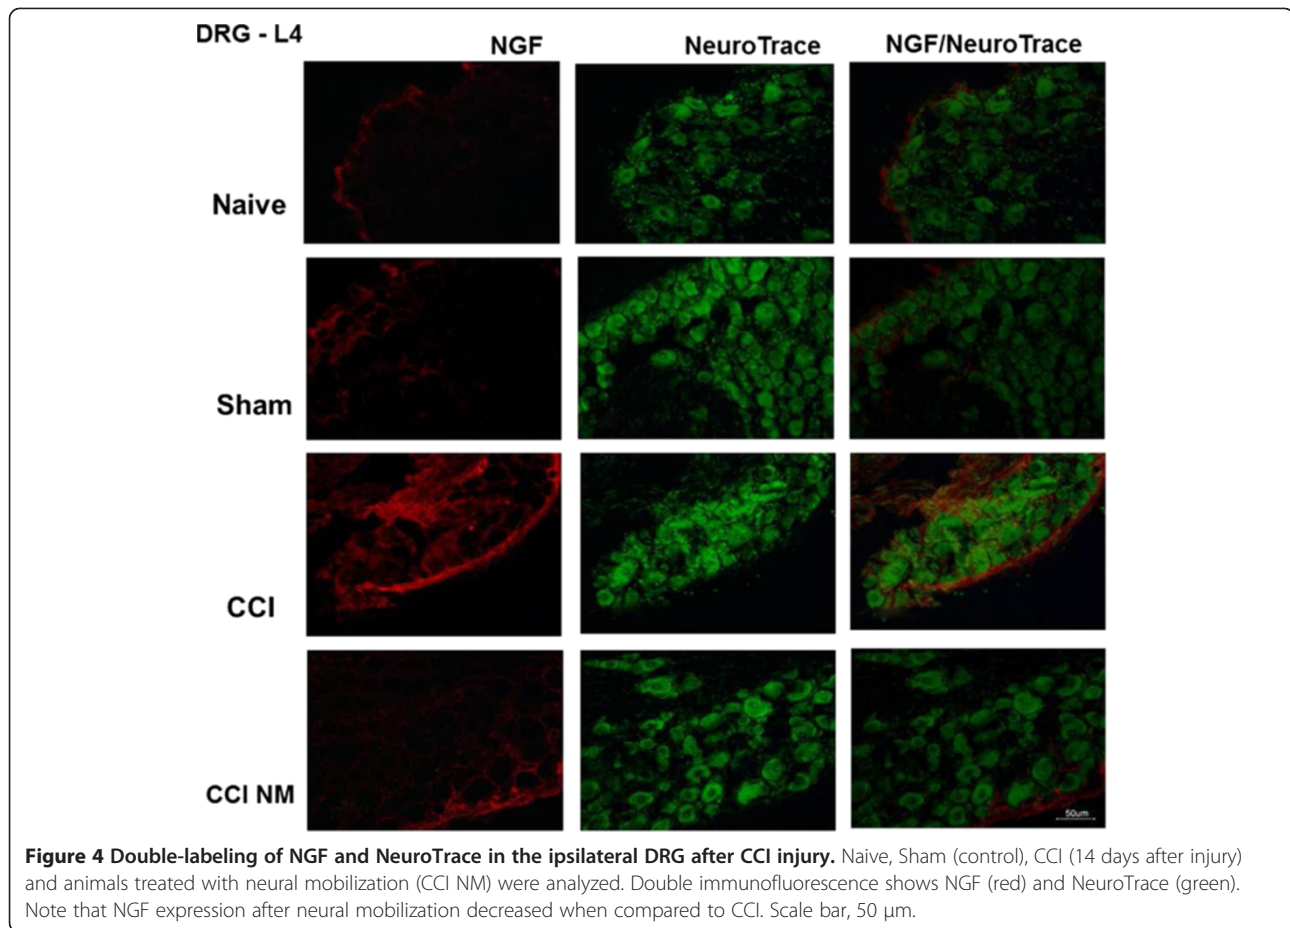 DRG - L4
NGF
NeuroTrace
NGF/NeuroTrace
Naive
Sham
CCI
CCI NM
50um
Figure 4 Double-labeling of NGF and NeuroTrace in the ipsilateral DRG after CCI injury. Naive, Sham (control), CCI (14 days after injury)
and animals treated with neural mobilization (CCI NM) were analyzed. Double immunofluorescence shows NGF (red) and NeuroTrace (green).
Note that NGF expression after neural mobilization decreased when compared to CCI. Scale bar, 50 μm.